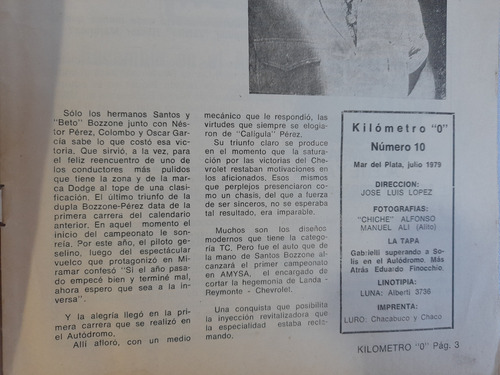 Sólo los hermanos Santos y
"Beto" Bozzone junto con Nés-
tor Pérez, Colombo y Oscar Gar-
cía sabe lo que costó esa vic-
toria. Que sirvió, a la vez, para
el feliz reencuentro de uno de
los conductores más pulidos
que tiene la zona y de la mar-
ca Dodge al tope de una clasi-
ficación. El último triunfo de la
dupla Bozzone-Pérez data de la
primera carrera del calendario
anterior. En aquel momento el
inicio del campeonato le son-
reía. Por este año, el piloto ge-
selino, luego del espectacular
vuelco que protagonizó en Mi-
ramar confesó "Si el año pasa-
do empecé bien y terminé mal,
ahora espero que sea a la in-
versa".
Y la alegría llegó en la pri-
mera carrera que se realizó en
el Autódromo.
Allí afloró, con un medio
mecánico que le respondió, las
virtudes que siempre se elogia-
ron de "Calígula" Pérez.
Su triunfo claro se produce
en el momento que la satura-
ción por las victorias del Che-
vrolet restaban motivaciones en
los aficionados. Esos mismos
que perplejos presenciaron co-
mo un chasis, del que a fuerza
de ser sinceros, no se esperaba
tal resultado, era imparable.
Muchos son los diseños
modernos que tiene la catego-
ría TC. Pero fue el auto que de
la mano de Santos Bozzone al-
canzará el primer campeonato
en AMYSA, el encargado de
cortar la hegemonía de Landa -
Reymonte - Chevrolet.
Una conquista que posibilita
la inyección revitalizadora que
la especialidad estaba recla-
mando.
Kilómetro "0"
Número 10
Mar del Plata, julio 1979
DIRECCION:
JOSE LUIS LOPEZ
FOTOGRAFIAS:
"CHICHE" ALFONSO
MANUEL ALI (Alito)
LA TAPA
Gabrielli superando a So-
lís en el Autódromo. Más
Atrás Eduardo Finocchio.
LINOTIPIA:
LUNA: Alberti 3736
IMPRENTA:
LURO: Chacabuco y Chaco
KILOMETRO "0" Pág. 3